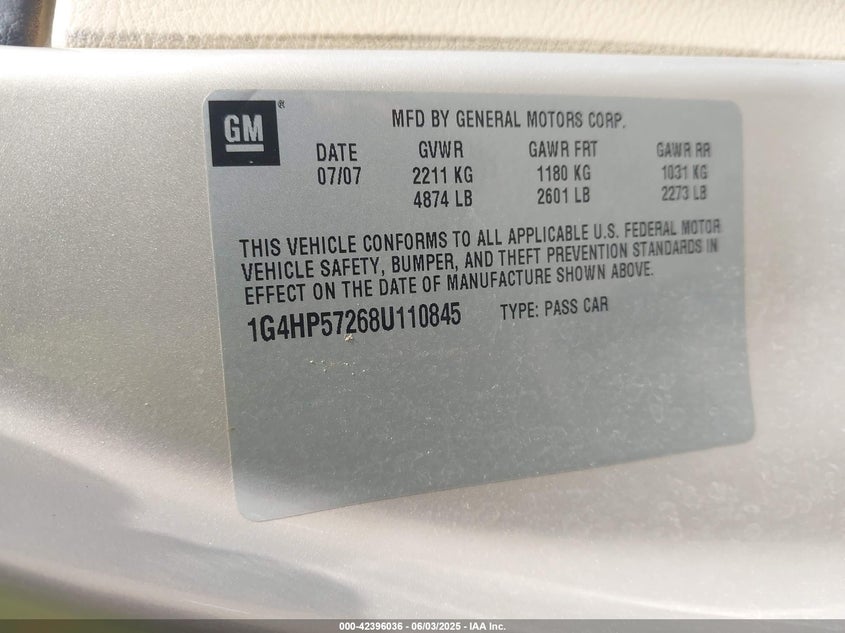 GM®
MFD BY GENERAL MOTORS CORP.
DATE GVWR GAWR FRT GAWR RR
07/07 2211 KG 1180 KG 1031 KG
4874 LB 2601 LB 2273 LB
THIS VEHICLE CONFORMS TO ALL APPLICABLE U.S. FEDERAL MOTOR
VEHICLE SAFETY, BUMPER, AND THEFT PREVENTION STANDARDS IN
EFFECT ON THE DATE OF MANUFACTURE SHOWN ABOVE.
1G4HP57268U110845 TYPE: PASS CAR
000-42396036 - 06/03/2025 - IAA Inc.